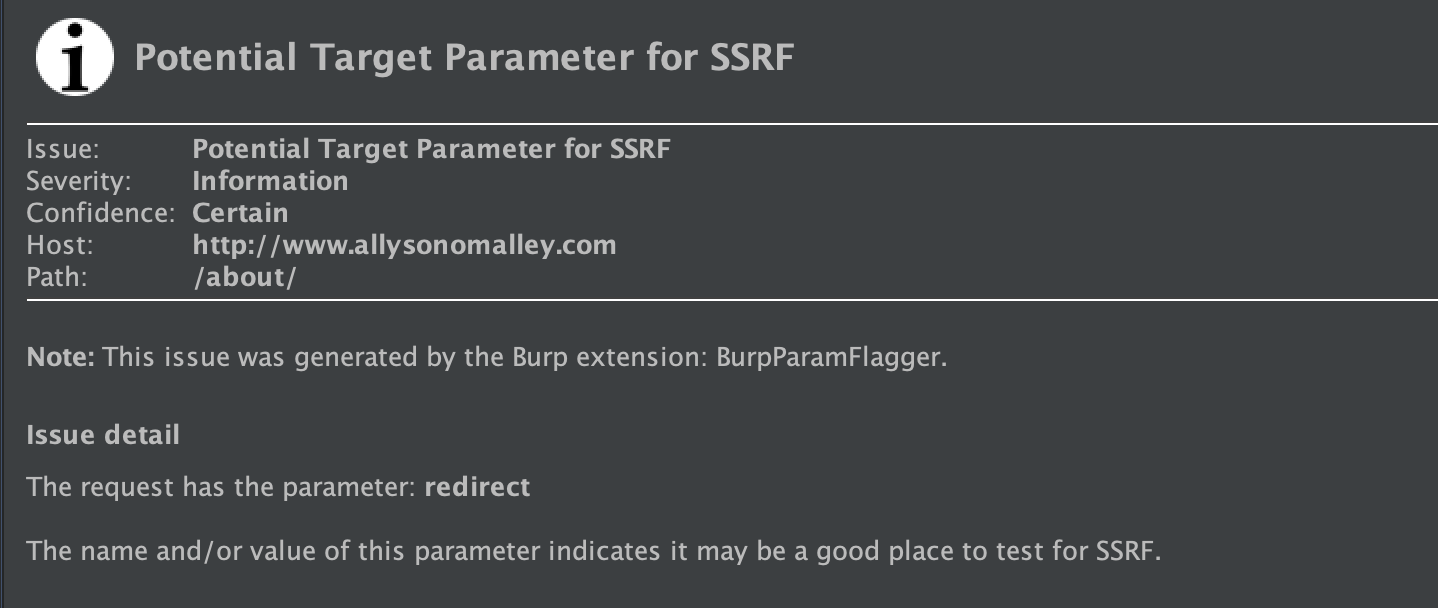 Potential Target Parameter for SSRF
Issue: Potential Target Parameter for SSRF
Severity: Information
Confidence: Certain
Host: http://www.allysonomalley.com
Path: /about/
Note: This issue was generated by the Burp extension: BurpParamFlagger.
Issue detail
The request has the parameter: redirect
The name and/or value of this parameter indicates it may be a good place to test for SSRF.